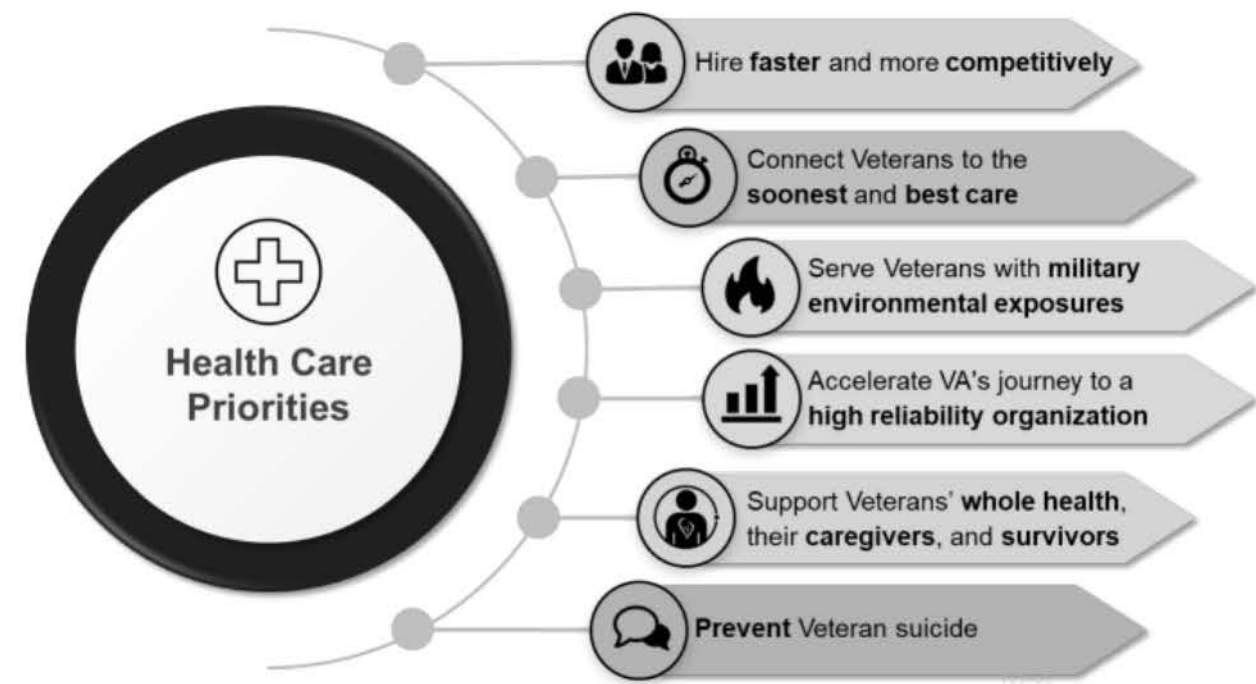 Health Care
Priorities
Hire faster and more competitively
Connect Veterans to the
soonest and best care
Serve Veterans with military
environmental exposures
Accelerate VA's journey to a
high reliability organization
Support Veterans' whole health,
their caregivers, and survivors
Prevent Veteran suicide